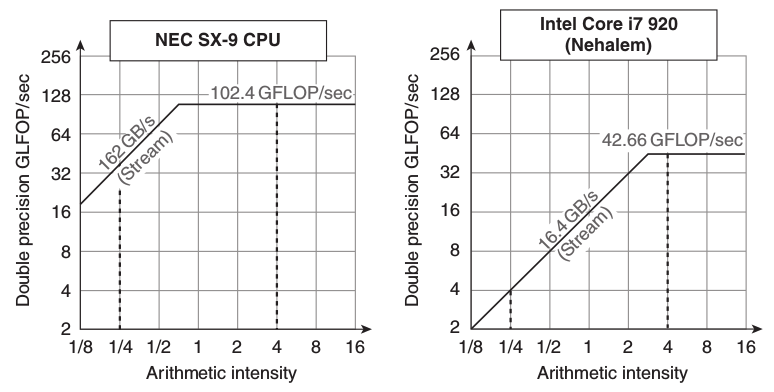 NEC SX-9 CPU
Double precision GLFOP/sec
256
128
64
32
16
8
4
2
102.4 GFLOP/sec
162 GB/s
(Stream)
1/8 1/4 1/2 1 2 4 8 16
Arithmetic intensity
Intel Core i7 920
(Nehalem)
Double precision GLFOP/sec
256
128
64
32
16
8
4
2
42.66 GFLOP/sec
16.4 GB/s
(Stream)
1/8 1/4 1/2 1 2 4 8 16
Arithmetic intensity